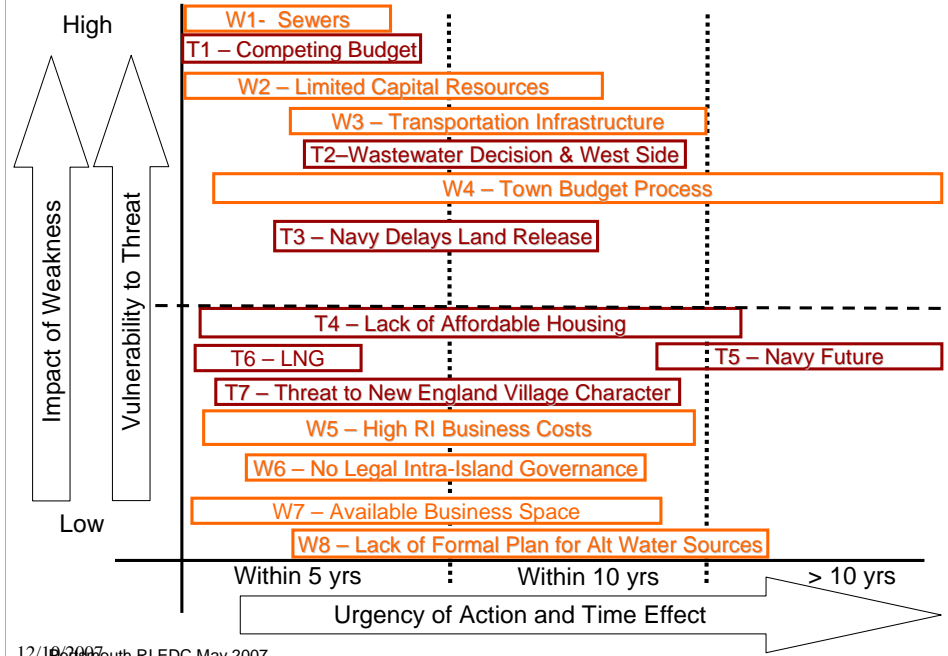 High
W1- Sewers
T1 – Competing Budget
W2 – Limited Capital Resources
W3 – Transportation Infrastructure
T2–Wastewater Decision & West Side
W4 – Town Budget Process
T3 – Navy Delays Land Release
Impact of Weakness
Vulnerability to Threat
T4 – Lack of Affordable Housing
T6 – LNG
T5 – Navy Future
T7 – Threat to New England Village Character
W5 – High RI Business Costs
W6 – No Legal Intra-Island Governance
W7 – Available Business Space
Low
W8 – Lack of Formal Plan for Alt Water Sources
Within 5 yrs
Within 10 yrs
> 10 yrs
Urgency of Action and Time Effect
RI EDC May 2007